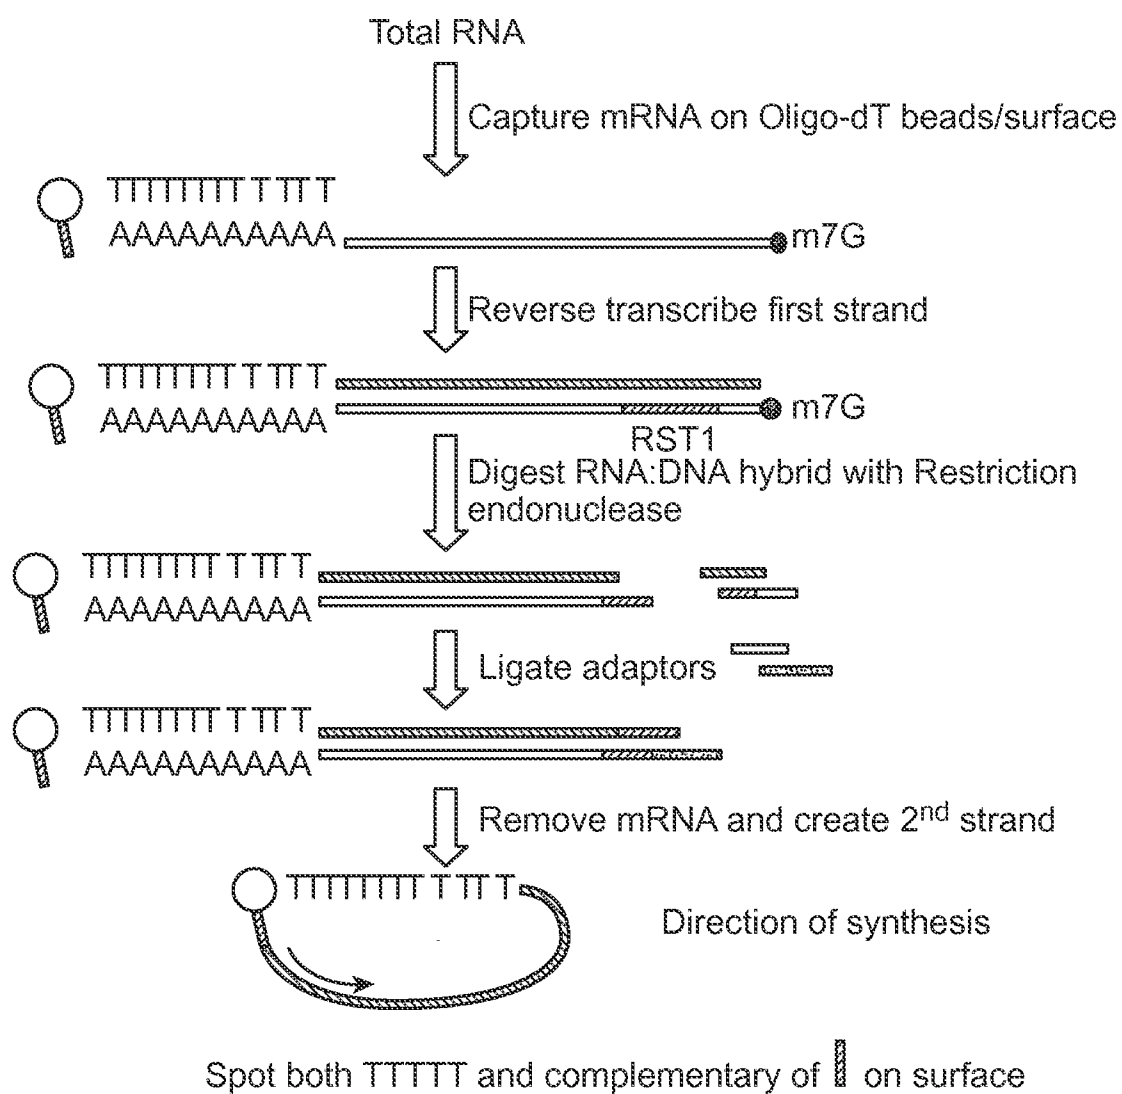 Total RNA
Capture mRNA on Oligo-dT beads/surface
TTTTTTTT T TT T
AAAAAAAAAA
m7G
Reverse transcribe first strand
TTTTTTTT T TT T
AAAAAAAAAA
m7G
RST1
Digest RNA:DNA hybrid with Restriction
endonuclease
TTTTTTTT T TT T
AAAAAAAAAA
Ligate adaptors
TTTTTTTT T TT T
AAAAAAAAAA
Remove mRNA and create 2nd strand
TTTTTTTT T TT T
Direction of synthesis
Spot both TTTTT and complementary of on surface